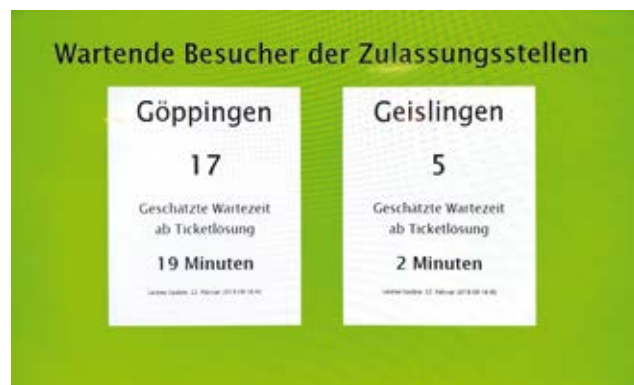 Wartende Besucher der Zulassungsstellen
Göppingen
17
Geschätzte Wartezeit
ab Ticketlösung
19 Minuten
Geislingen
5
Geschätzte Wartezeit
ab Ticketlösung
2 Minuten